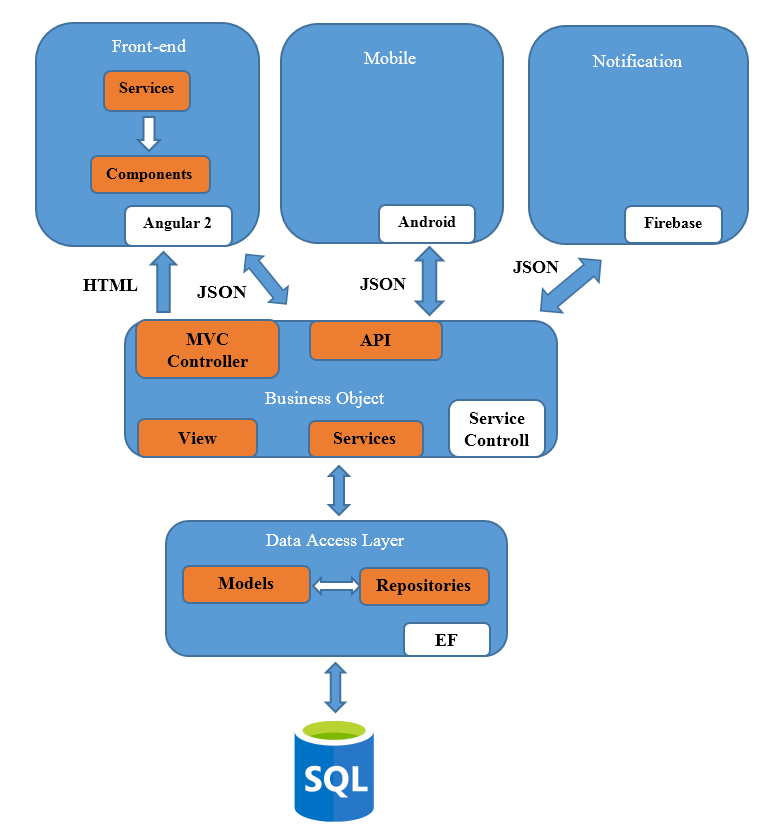 Front-end
Services
Components
Angular 2
Mobile
Android
Notification
Firebase
HTML
JSON
JSON
JSON
MVC
Controller
API
Business Object
View
Services
Service
Controll
Data Access Layer
Models
Repositories
EF
SQL